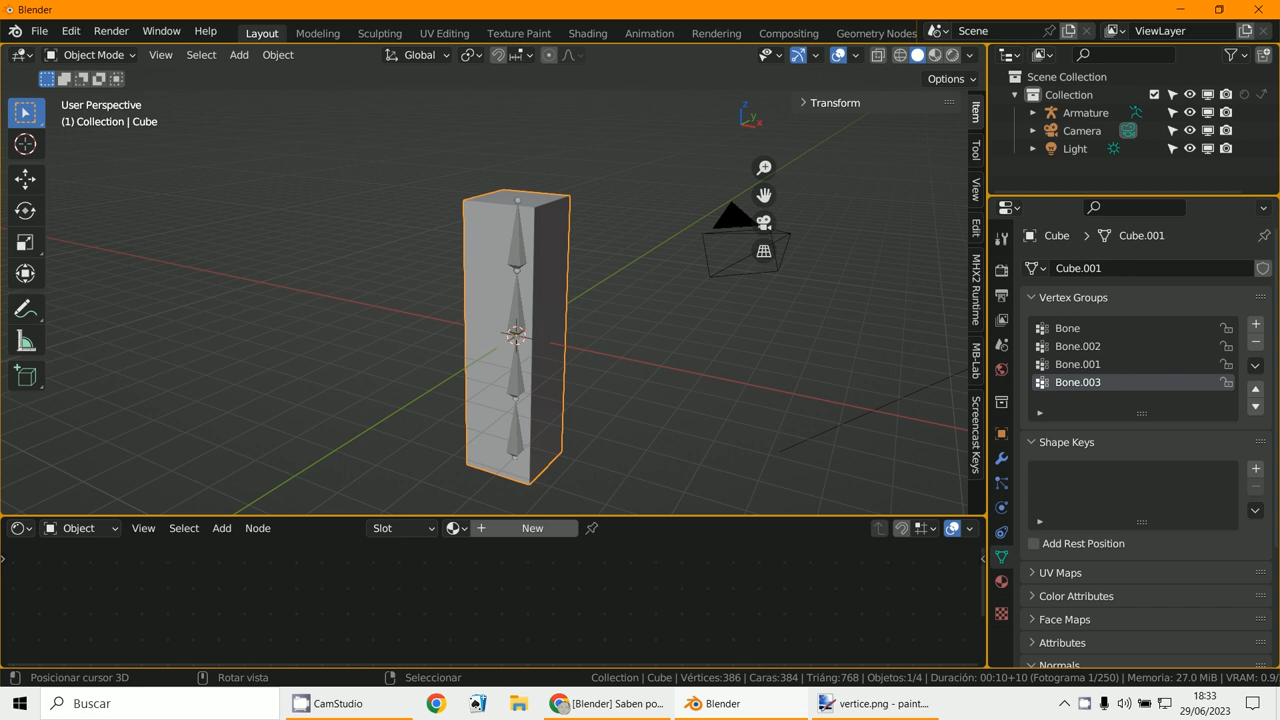 Blender
File Edit Render Window Help
Layout Modeling Sculpting UV Editing Texture Paint Shading Animation Rendering Compositing Geometry Nodes
Scene
ViewLayer
Object Mode View Select Add Object
Global
Options
User Perspective
(1) Collection | Cube
Transform
Z
Y
X
Item
Tool
View
Edit
MHX2 Runtime
MB-Lab
Screencast Keys
Scene Collection
Collection
Armature
Camera
Light
Cube > Cube.001
Cube.001
Vertex Groups
Bone
Bone.002
Bone.001
Bone.003
Shape Keys
Add Rest Position
UV Maps
Color Attributes
Face Maps
Attributes
Normals
Object View Select Add Node
Slot
New
Posicionar cursor 3D
Rotar vista
Seleccionar
Collection | Cube | Vértices:386 | Caras:384 | Triáng:768 | Objetos:1/4 | Duración: 00:10+10 (Fotograma 1/250) | Memoria: 27.0 MiB | VRAM: 0.9/
Buscar
CamStudio
[Blender] Saben po...
Blender
vertice.png - paint....
18:33
29/06/2023